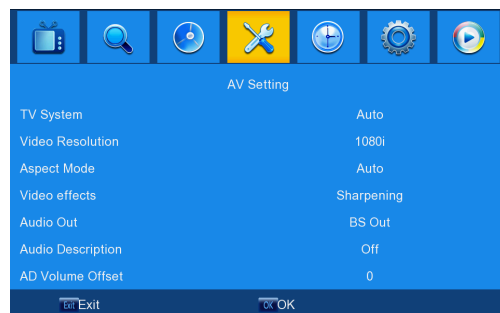 AV Setting
TV System Auto
Video Resolution 1080i
Aspect Mode Auto
Video effects Sharpening
Audio Out BS Out
Audio Description Off
AD Volume Offset 0
Exit Exit OK OK